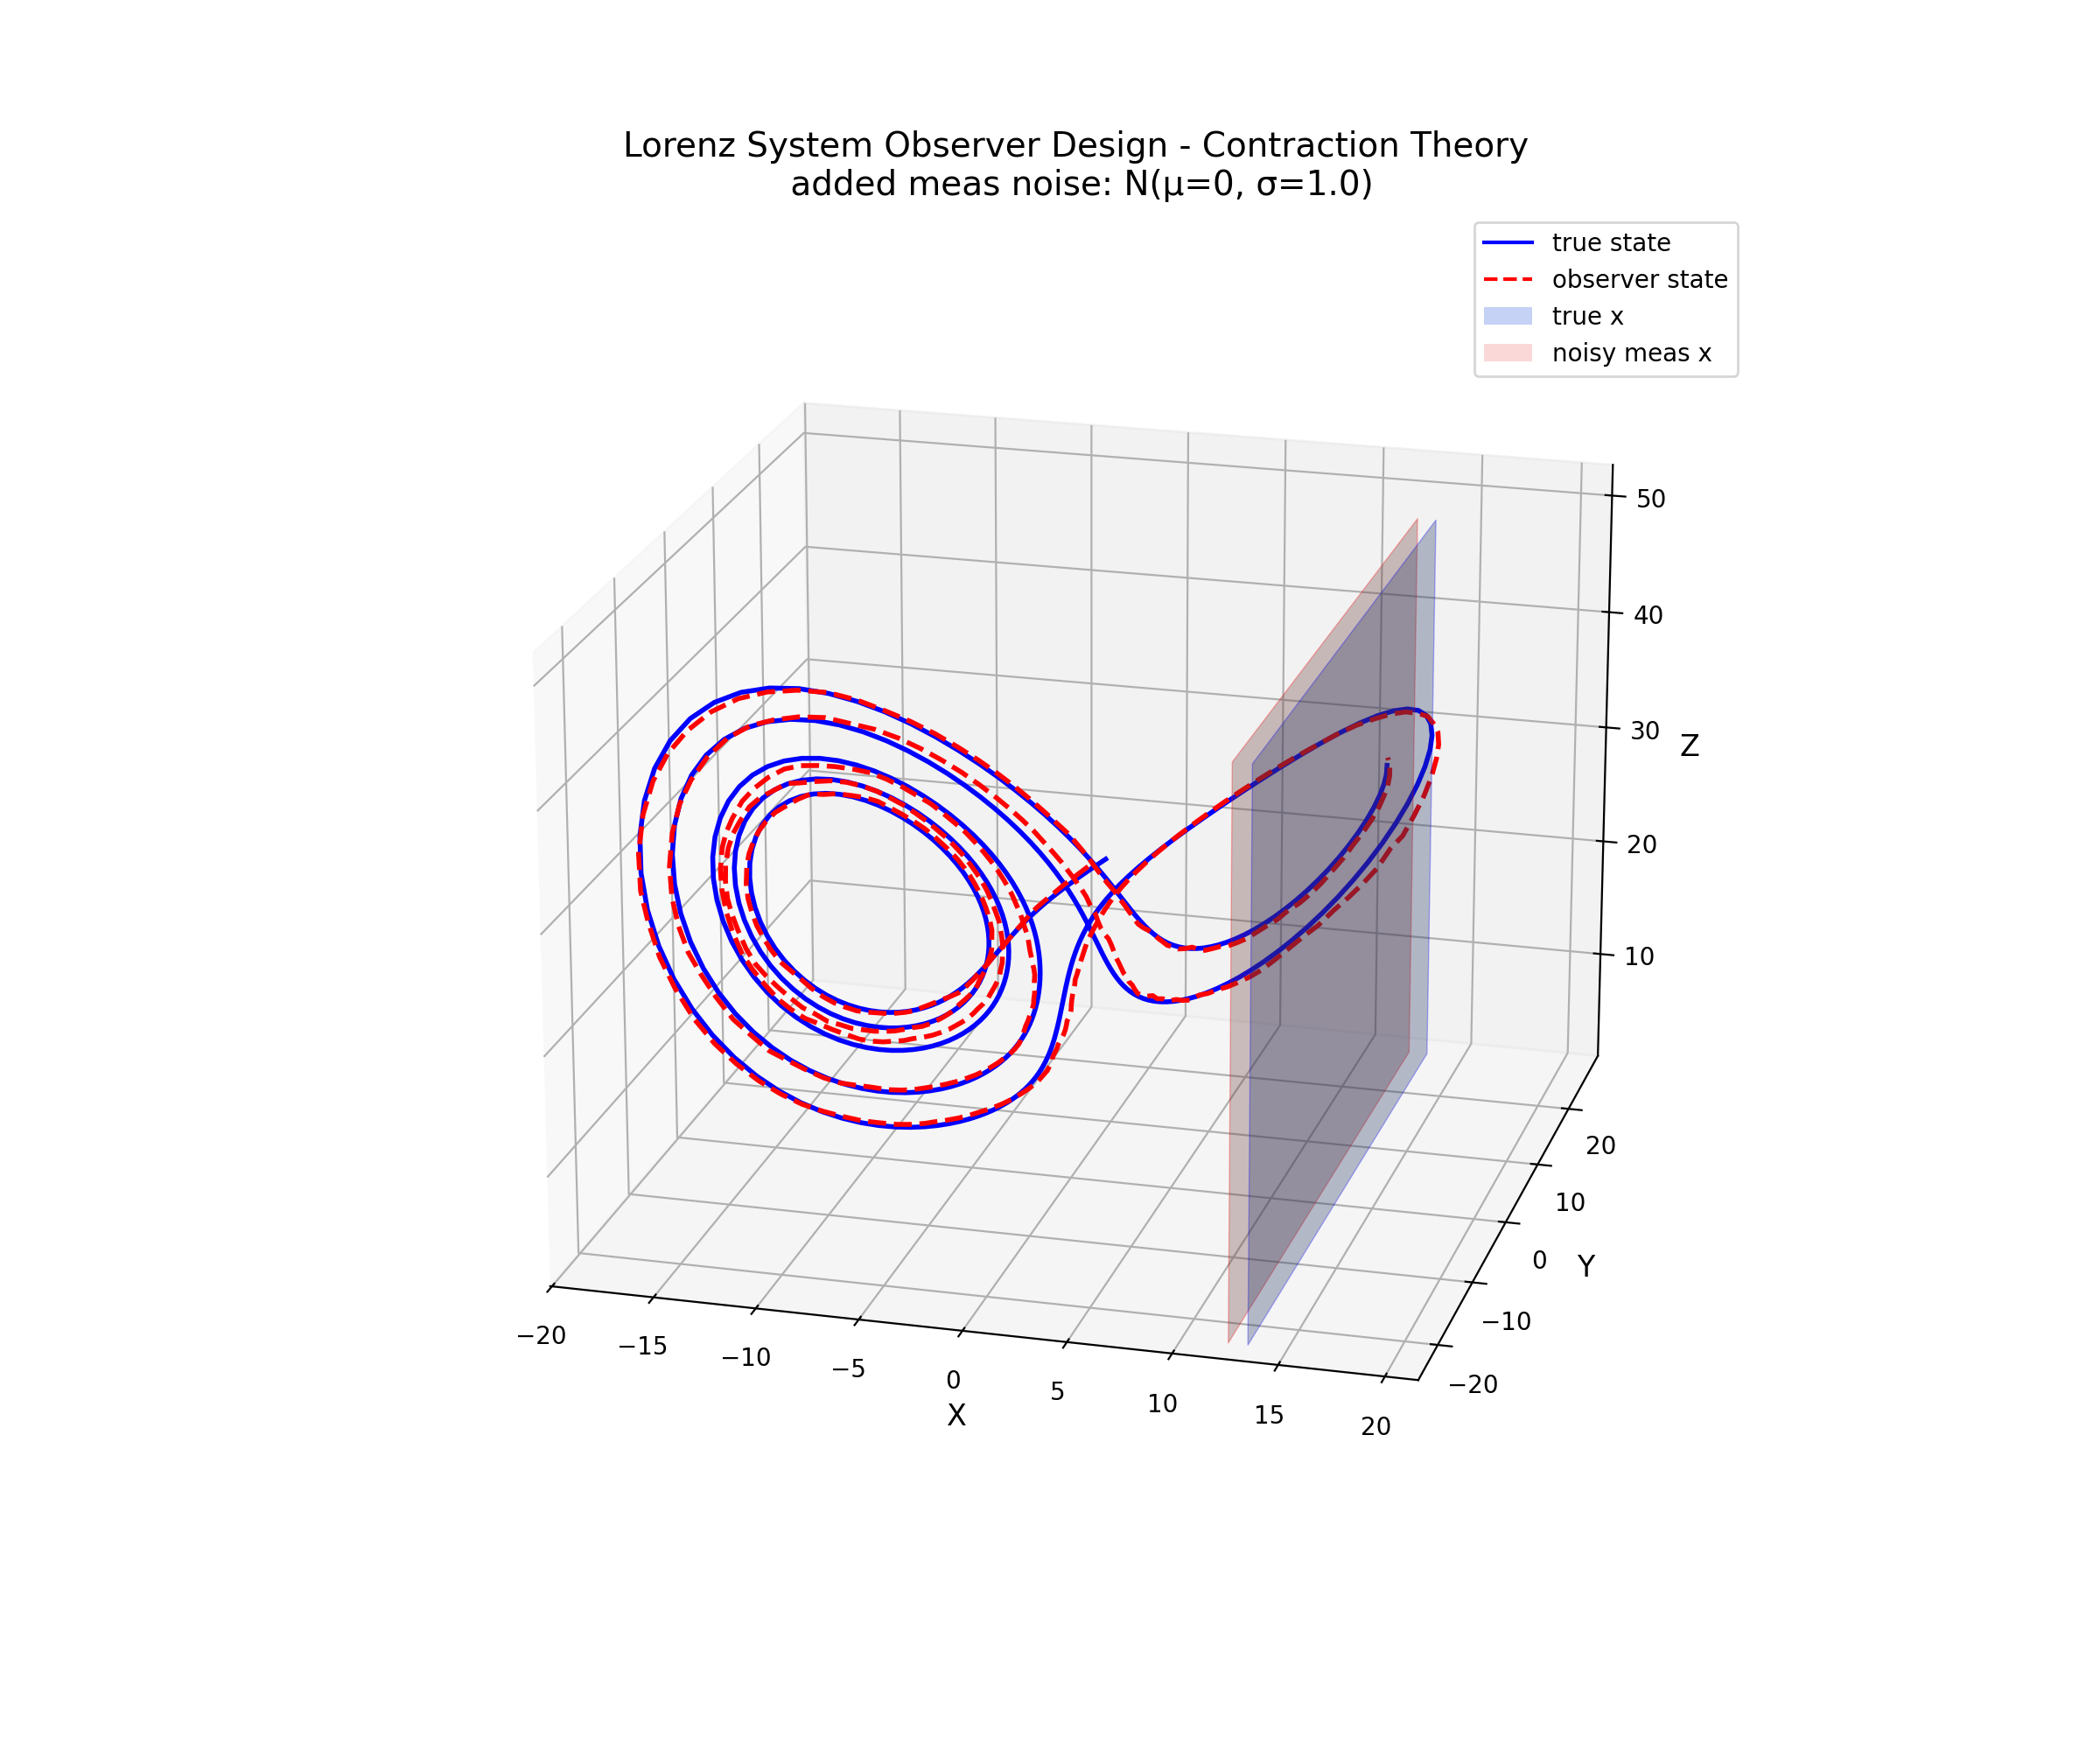 Lorenz System Observer Design - Contraction Theory
added meas noise: N(μ=0, σ=1.0)
true state
observer state
true x
noisy meas x
50
40
30
Z
20
10
20
10
0
Y
−10
−20
−20
−15
−10
−5
0
5
10
15
20
X